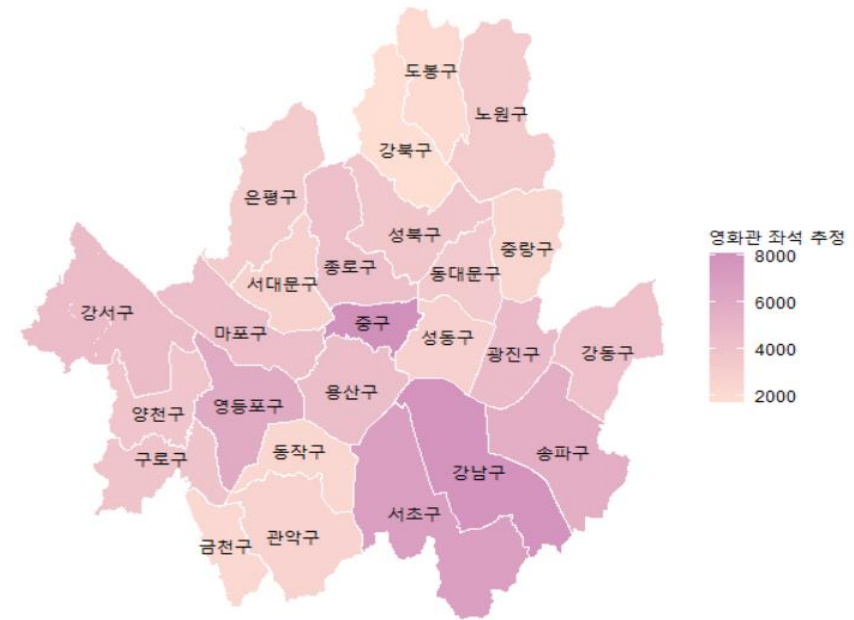 도봉구
노원구
강북구
은평구
성북구
중랑구
서대문구
종로구
동대문구
강서구
마포구
중구
성동구
광진구
강동구
양천구
영등포구
용산구
구로구
동작구
강남구
송파구
서초구
금천구
관악구
영화관 좌석 추정
8000
6000
4000
2000